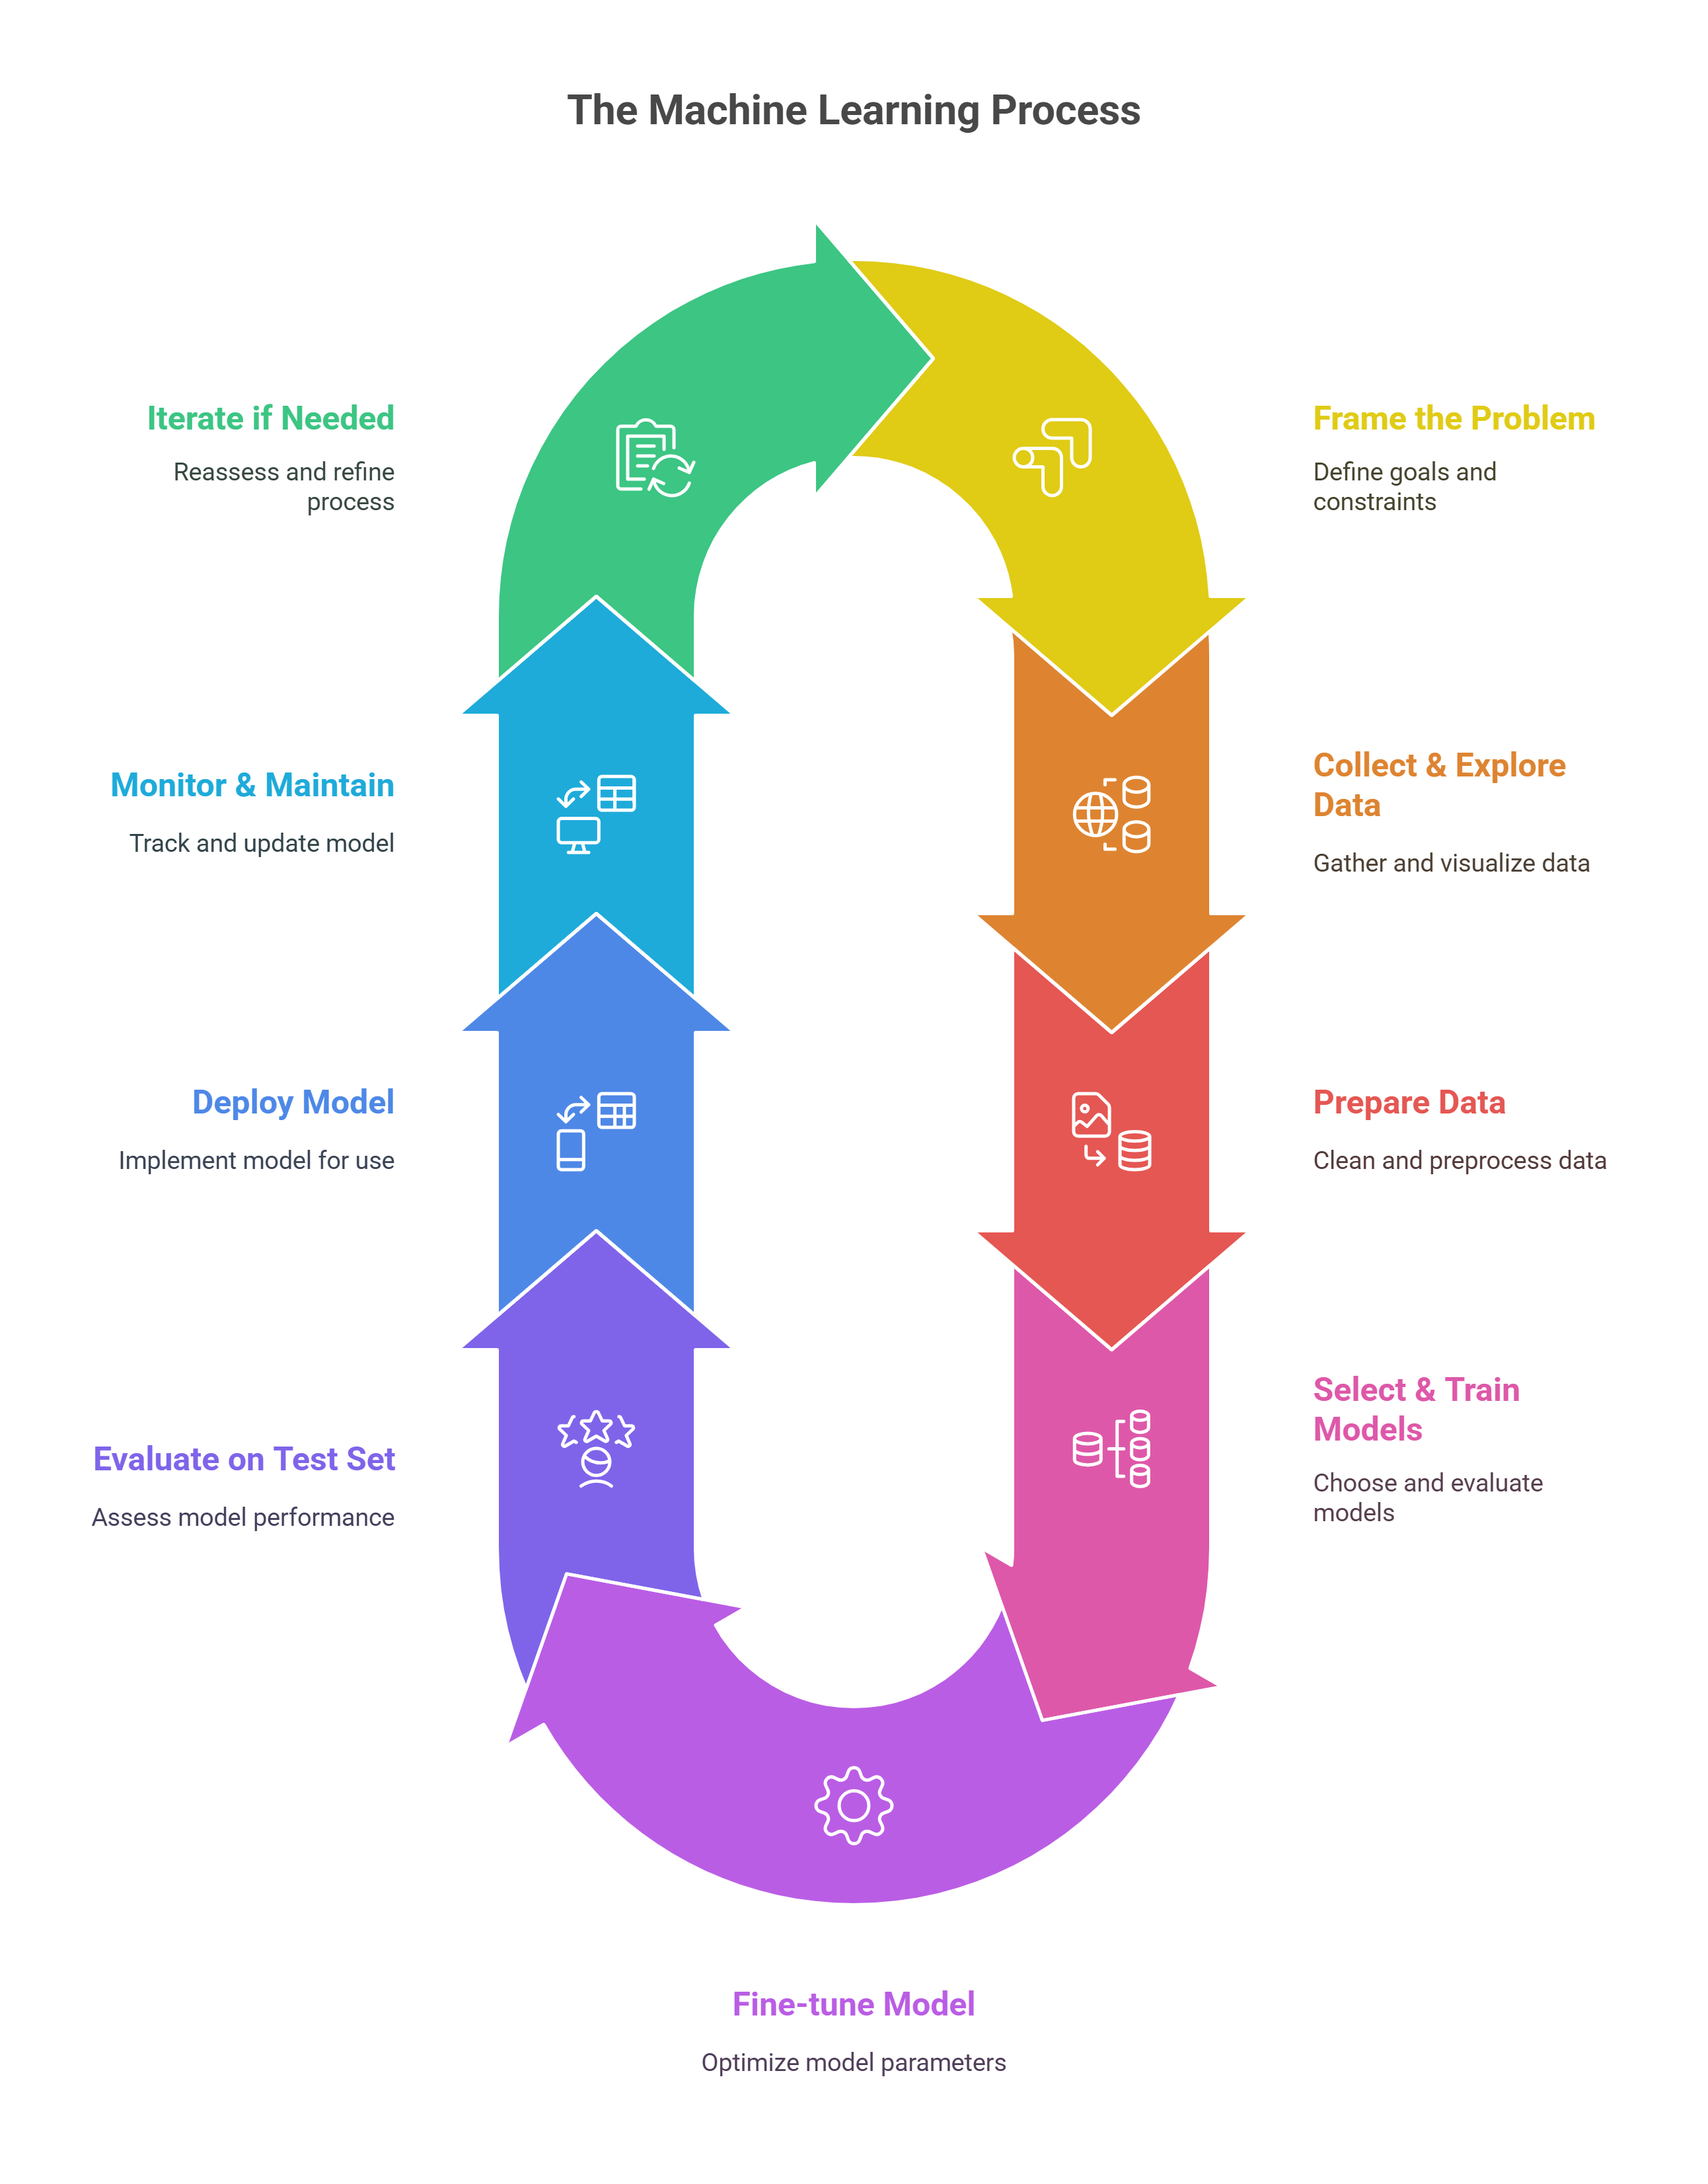 The Machine Learning Process
Iterate if Needed
Reassess and refine
process
Frame the Problem
Define goals and
constraints
Monitor & Maintain
Track and update model
Collect & Explore
Data
Gather and visualize data
Deploy Model
Implement model for use
Prepare Data
Clean and preprocess data
Evaluate on Test Set
Assess model performance
Select & Train
Models
Choose and evaluate
models
Fine-tune Model
Optimize model parameters